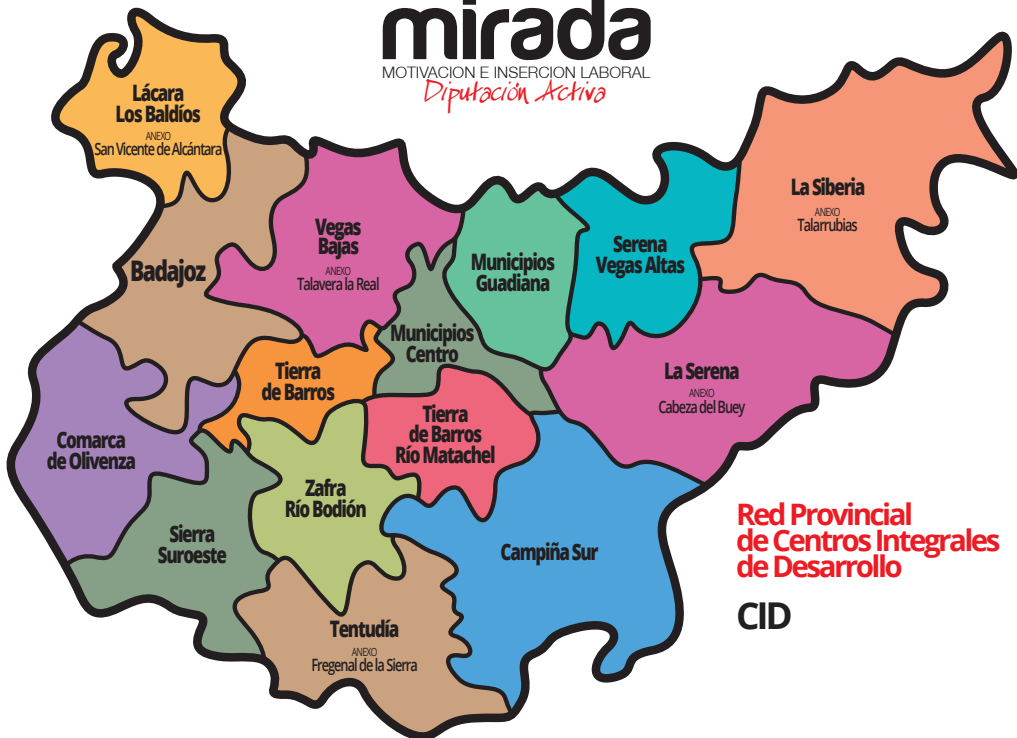 mirada
MOTIVACION E INSERCION LABORAL
Diputación Activa
Lácara
Los Baldíos
ANEXO
San Vicente de Alcántara
Badajoz
Vegas
Bajas
ANEXO
Talavera la Real
Municipios
Guadiana
Serena
Vegas Altas
La Siberia
ANEXO
Talarrubias
Municipios
Centro
Tierra
de Barros
La Serena
ANEXO
Cabeza del Buey
Comarca
de Olivenza
Tierra
de Barros
Río Matachel
Zafra
Río Bodión
Sierra
Suroeste
Campiña Sur
Tentudía
ANEXO
Fregenal de la Sierra
Red Provincial
de Centros Integrales
de Desarrollo
CID